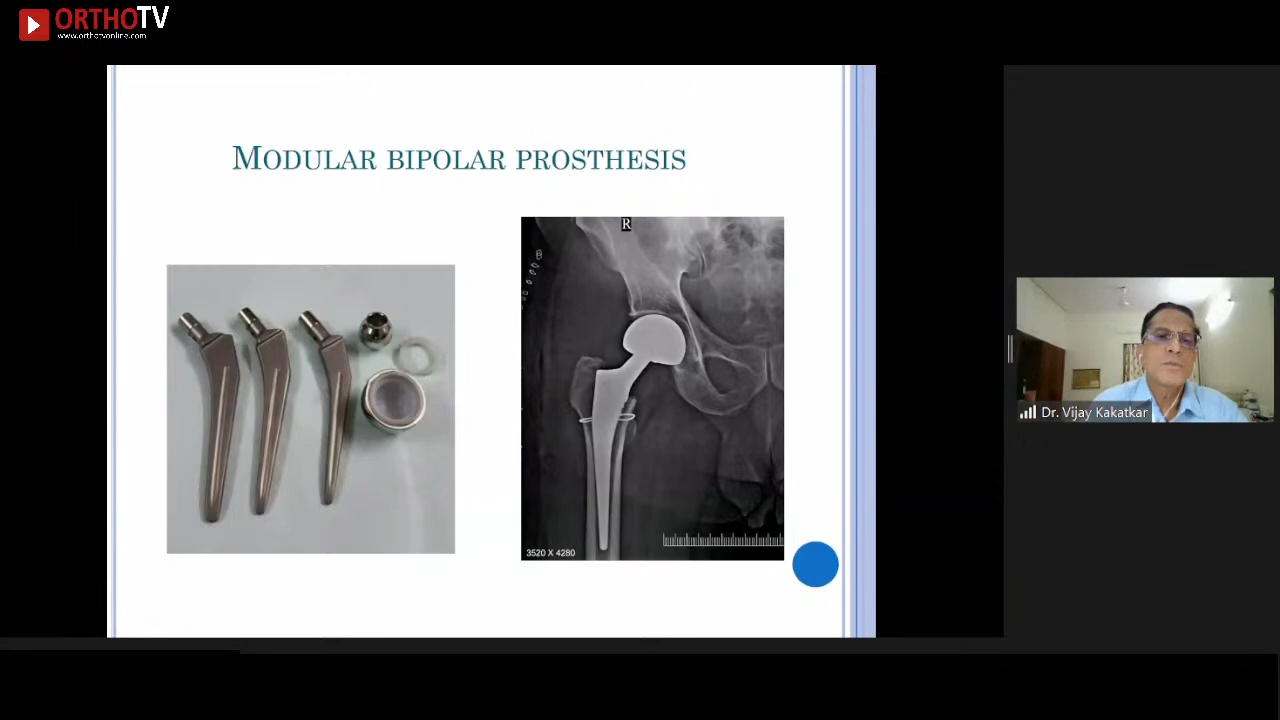 ORTHOTV
www.orthotvonline.com
MODULAR BIPOLAR PROSTHESIS
R
3520 X 4280
Dr. Vijay Kakatkar